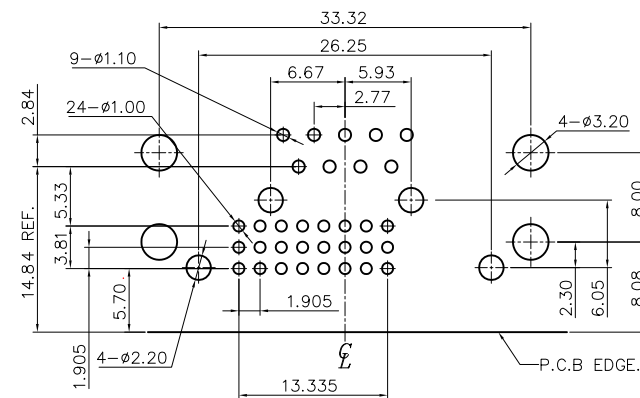 33.32
26.25
9-ø1.10
6.67
5.93
24-ø1.00
2.77
2.84
4-ø3.20
5.33
3.81
14.84 REF.
8.00
5.70
1.905
2.30
6.05
8.08
1.905
4-ø2.20
CL
P.C.B EDGE.
13.335